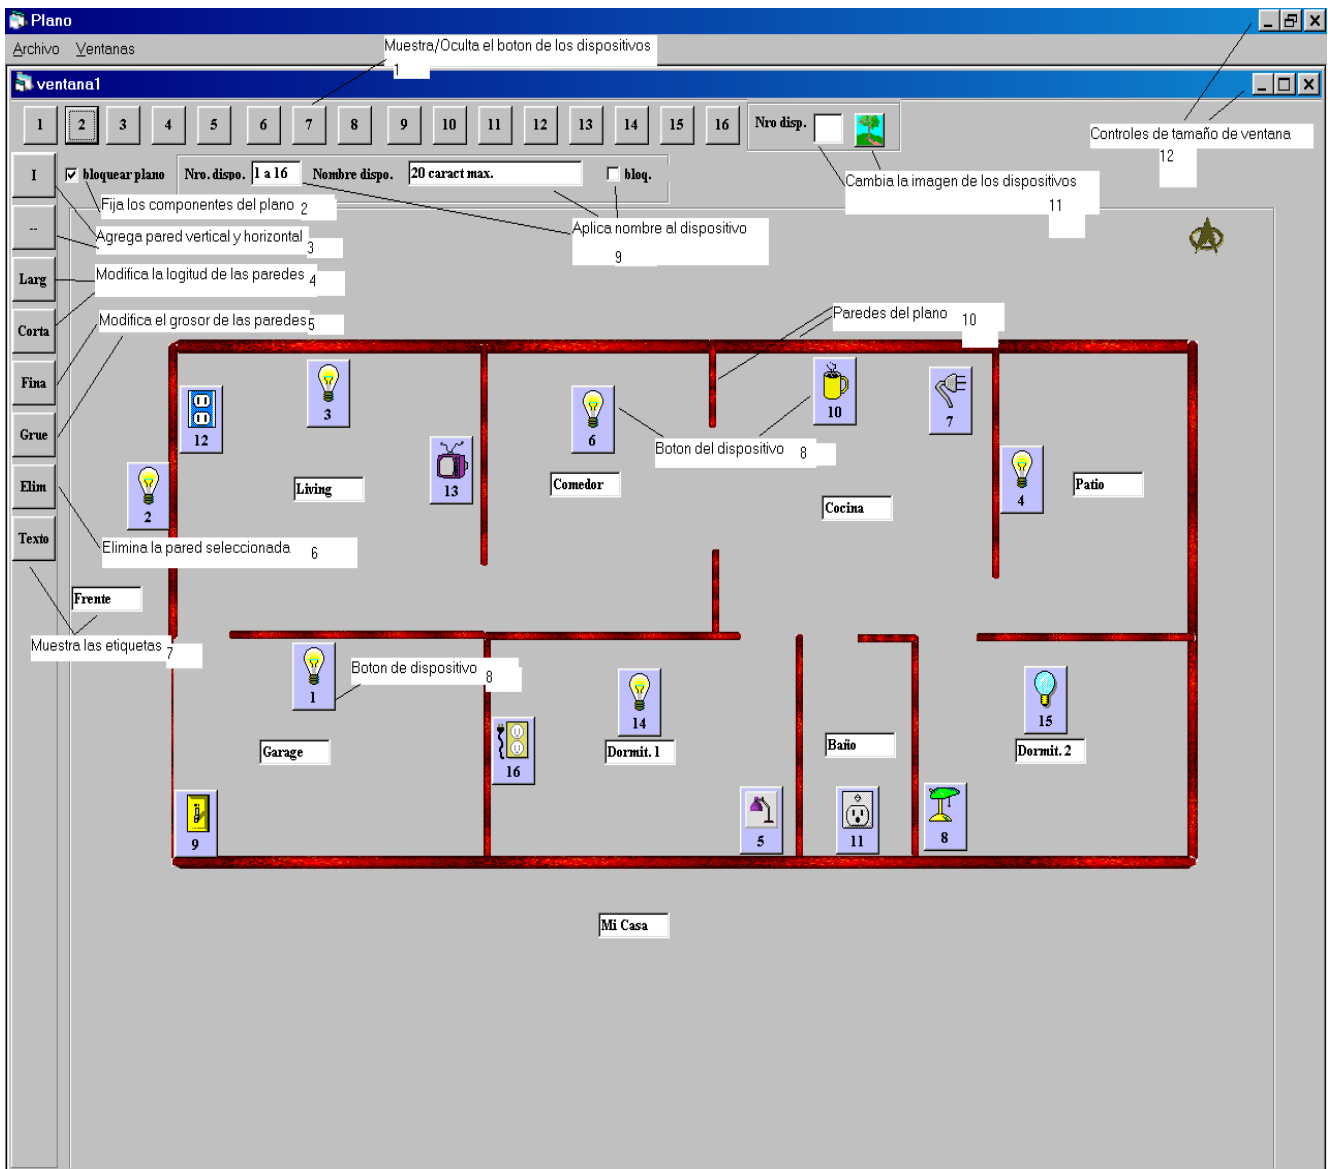 Plano
Archivo Ventanas
Muestra/Oculta el boton de los dispositivos
1
ventana1
1 2 3 4 5 6 7 8 9 10 11 12 13 14 15 16 Nro disp.
Controles de tamaño de ventana
12
I bloquear plano Nro. dispo. 1 a 16 Nombre dispo. 20 caract max. bloq.
Cambia la imagen de los dispositivos
11
Fija los componentes del plano 2
--
Agrega pared vertical y horizontal
3
Aplica nombre al dispositivo
9
Larg
Modifica la logitud de las paredes 4
Corta
Modifica el grosor de las paredes 5
Paredes del plano 10
Fina
Grue
Elim
Texto
12
3
6
10
7
Boton del dispositivo 8
2
13
4
Living
Comedor
Cocina
Patio
Elimina la pared seleccionada 6
Frente
Muestra las etiquetas 7
Boton de dispositivo 8
1
14
15
16
Garage
Dormit. 1
Baño
Dormit. 2
9
5
11
8
Mi Casa